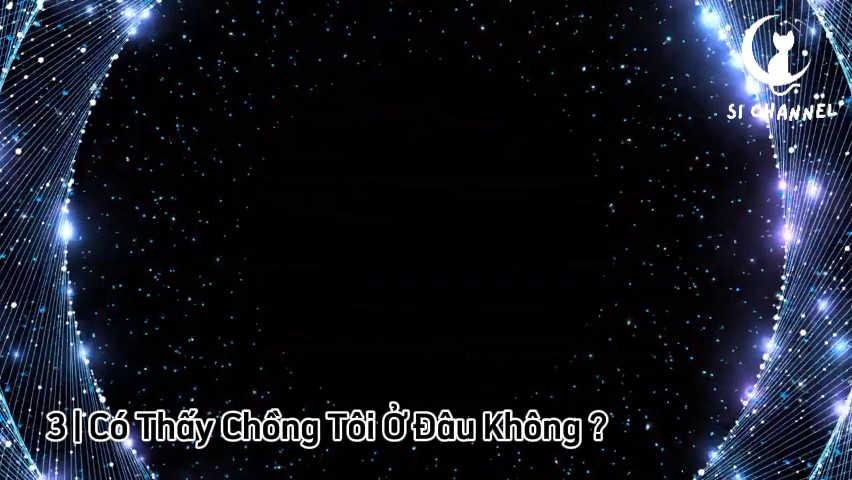 SI CHANNEL
3 | Có Thấy Chồng Tôi Ở Đâu Không ?